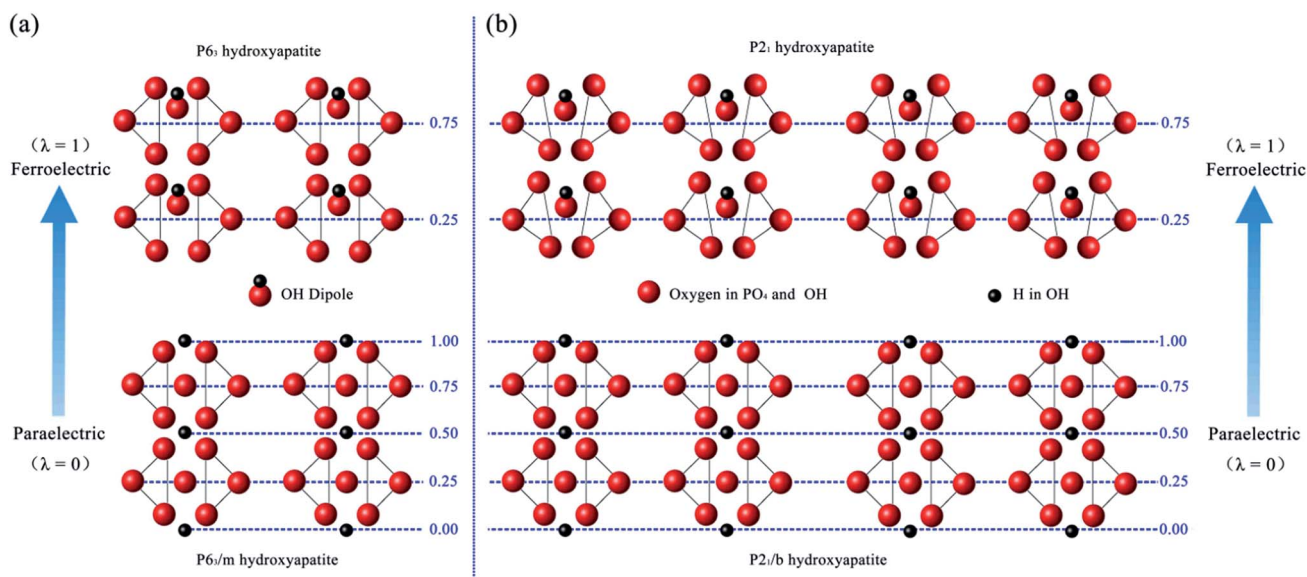 (a)
P6₃ hydroxyapatite
0.75
(λ = 1)
Ferroelectric
0.25
OH Dipole
1.00
0.75
Paraelectric
0.50
(λ = 0)
0.25
0.00
P6₃/m hydroxyapatite
(b)
P2₁ hydroxyapatite
0.75
(λ = 1)
Ferroelectric
0.25
Oxygen in PO₄ and OH
H in OH
1.00
0.75
0.50
Paraelectric
(λ = 0)
0.25
0.00
P2₁/b hydroxyapatite